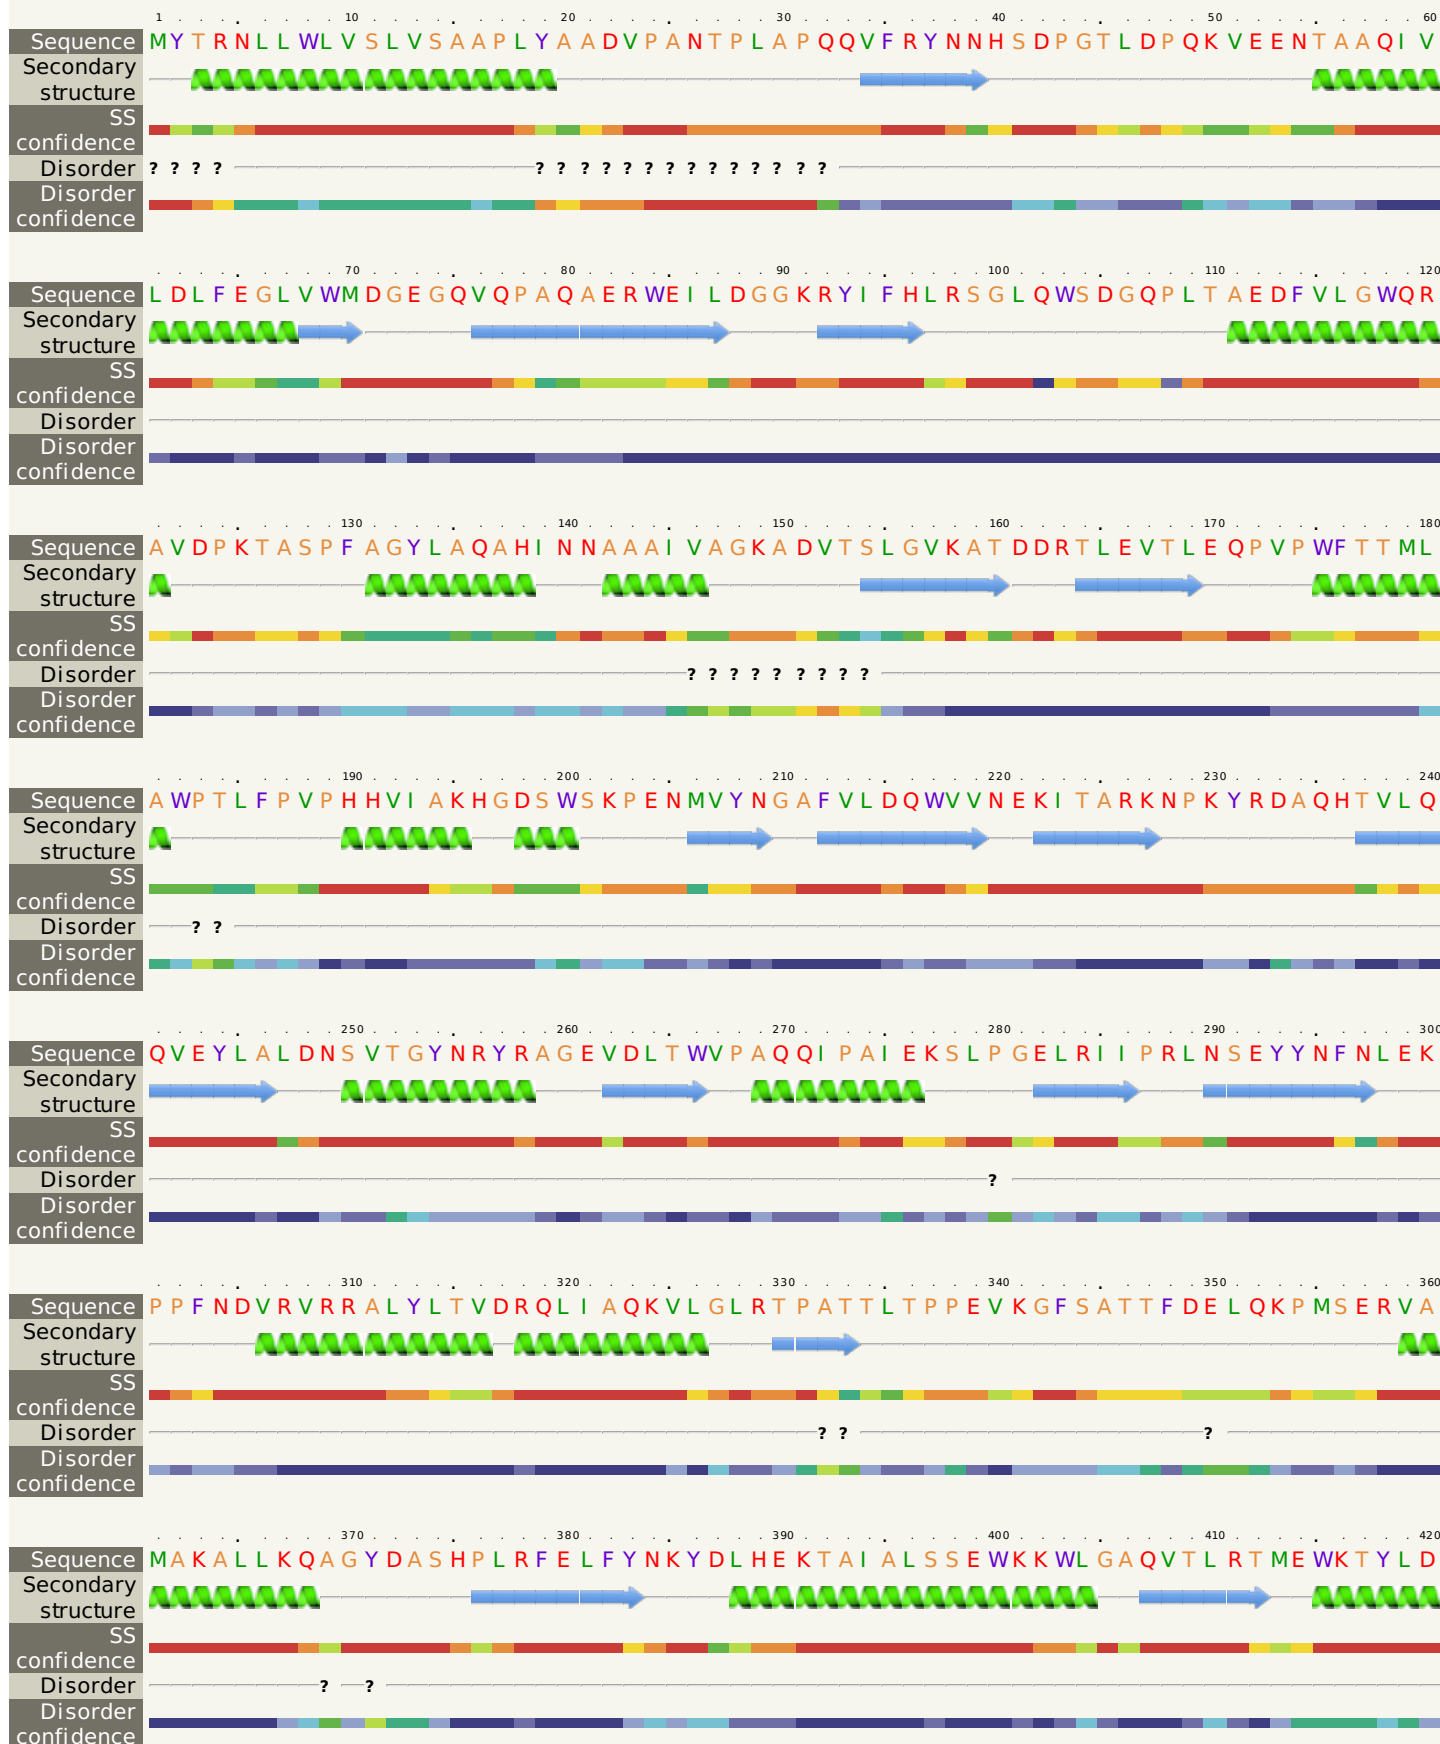 1 10 20 30 40 50 60
Sequence MYTRNLLWLVSLVSAAPLYAADVPANTPLAPQQVFRYNNHSDPGTLDPQKVEENTAAQIV
Secondary
structure
SS
confidence
Disorder ? ? ? ? ? ? ? ? ? ? ? ? ? ? ? ? ? ?
Disorder
confidence
70 80 90 100 110 120
Sequence LDLFEGLVWMDGEGQVQPAQAERWEILDGGKRYIFHLRSGLQWSDGQPLTAEDFVLGWQR
Secondary
structure
SS
confidence
Disorder
Disorder
confidence
130 140 150 160 170 180
Sequence AVDPKTASPFAGYLAQAHINNAAAIVAGKADVTSLGVKATDDRTLEVTLEQPVPWFTTML
Secondary
structure
SS
confidence
Disorder ? ? ? ? ? ? ? ? ?
Disorder
confidence
190 200 210 220 230 240
Sequence AWPTLFPVPHHVIAKHGDSWSKPENMVYNGAFVLDQWVVNEKITARKNPKYRDAQHTVLQ
Secondary
structure
SS
confidence
Disorder ? ?
Disorder
confidence
250 260 270 280 290 300
Sequence QVEYLALDNSVTGYNRYRAGEVDLTWVPAQQIPAIEKSLPGELRIIPRLNSEYYNFNLEK
Secondary
structure
SS
confidence
Disorder ?
Disorder
confidence
310 320 330 340 350 360
Sequence PPFNDVRVRRALYLTVDRQLIAQKVLGLRTPATTLTPPEVKGFSATTFDELQKPMSERVA
Secondary
structure
SS
confidence
Disorder ? ? ?
Disorder
confidence
370 380 390 400 410 420
Sequence MAKALLKQAGYDASHPLRFELFYNKYDLHEKTAIALSSEWKKWLGAQVTLRTMEWKTYLD
Secondary
structure
SS
confidence
Disorder ? ?
Disorder
confidence